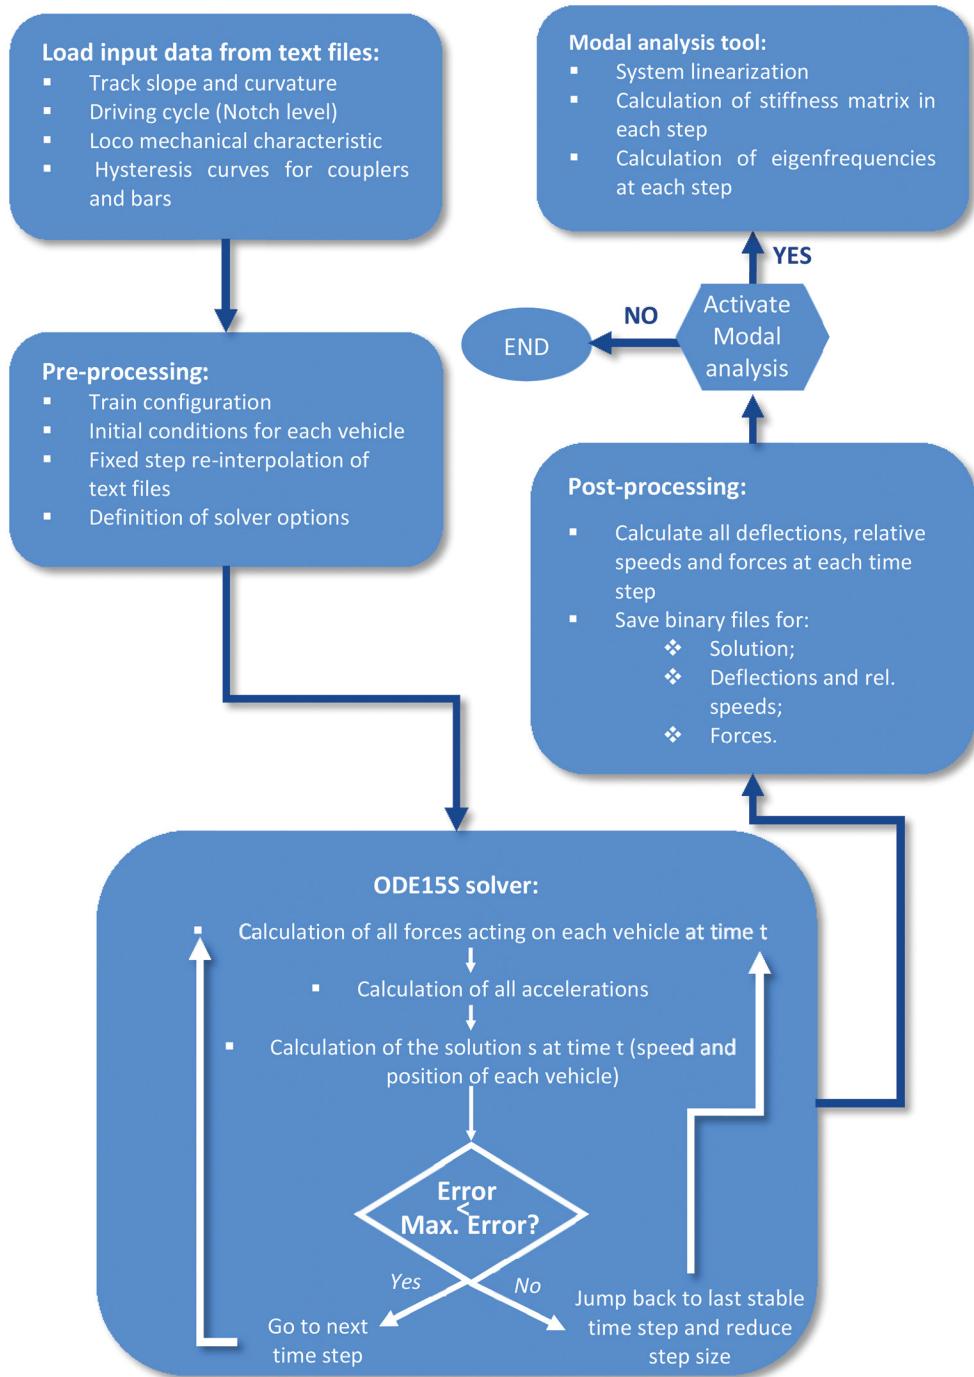 Load input data from text files:
▪ Track slope and curvature
▪ Driving cycle (Notch level)
▪ Loco mechanical characteristic
▪ Hysteresis curves for couplers
and bars
Pre-processing:
▪ Train configuration
▪ Initial conditions for each vehicle
▪ Fixed step re-interpolation of
text files
▪ Definition of solver options
ODE15S solver:
▪ Calculation of all forces acting on each vehicle at time t
▪ Calculation of all accelerations
▪ Calculation of the solution s at time t (speed and
position of each vehicle)
Error
<
Max. Error?
Yes
No
Go to next
time step
Jump back to last stable
time step and reduce
step size
Post-processing:
▪ Calculate all deflections, relative
speeds and forces at each time
step
▪ Save binary files for:
❖ Solution;
❖ Deflections and rel.
speeds;
❖ Forces.
Activate
Modal
analysis
NO
END
YES
Modal analysis tool:
▪ System linearization
▪ Calculation of stiffness matrix in
each step
▪ Calculation of eigenfrequencies
at each step